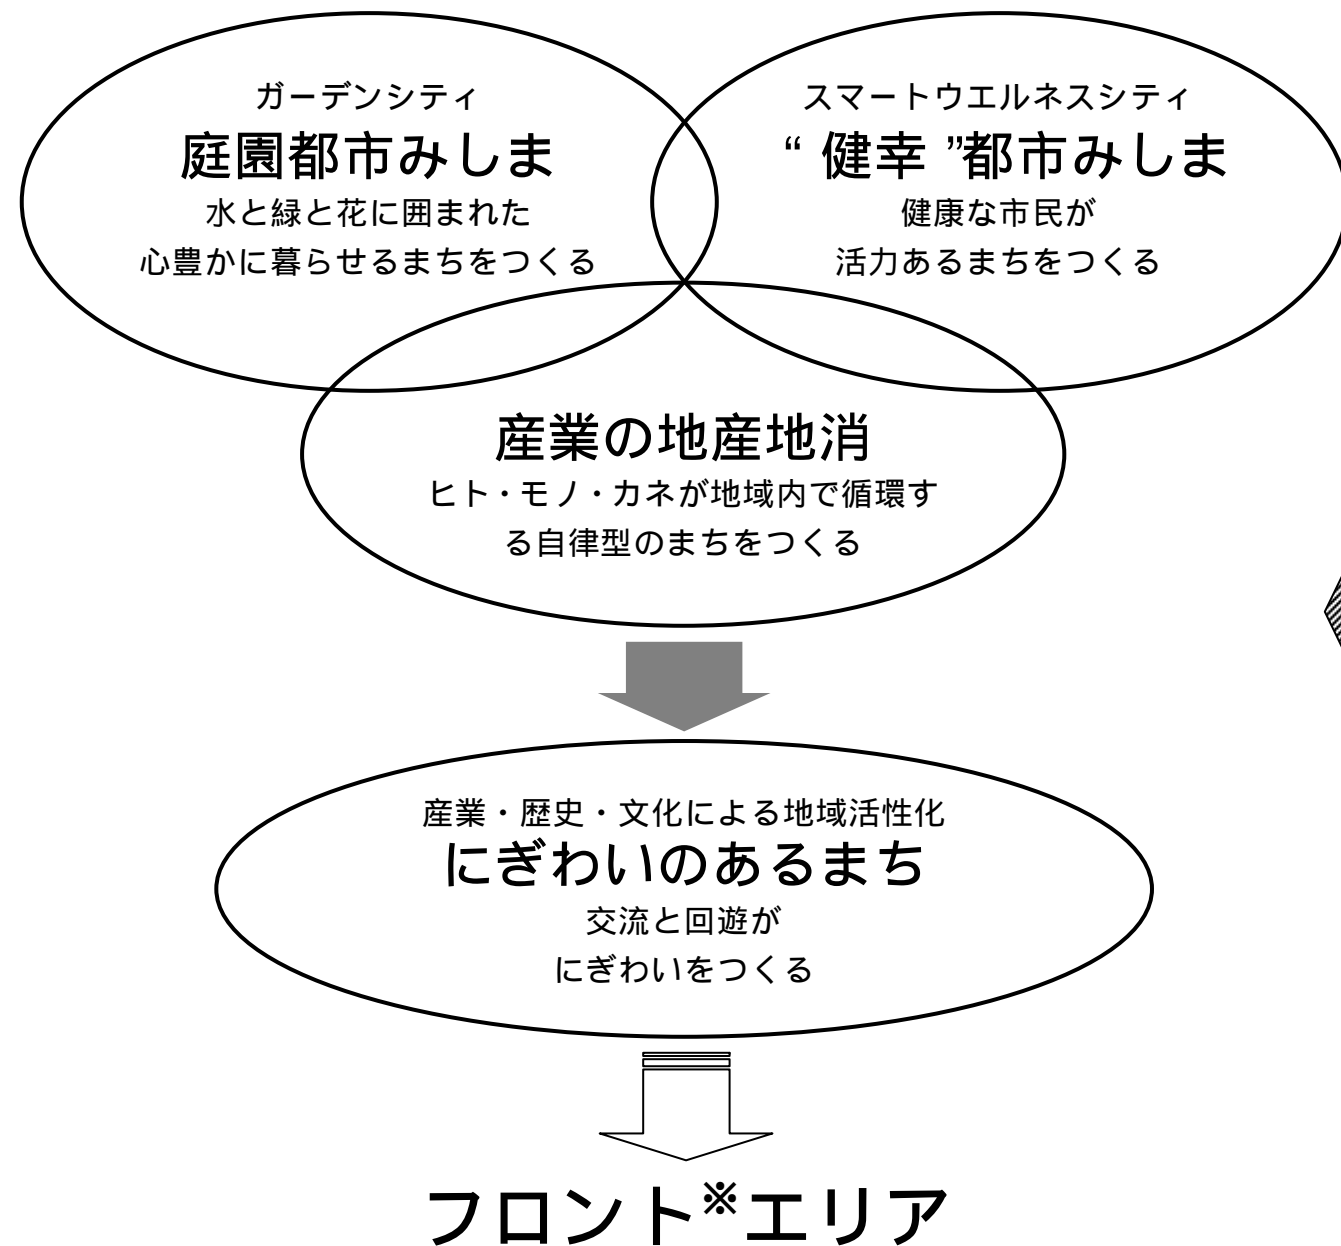 ガーデンシティ
庭園都市みしま
水と緑と花に囲まれた
心豊かに暮らせるまちをつくる
スマートウエルネスシティ
“健幸”都市みしま
健康な市民が
活力あるまちをつくる
産業の地産地消
ヒト・モノ・カネが地域内で循環す
る自律型のまちをつくる
産業・歴史・文化による地域活性化
にぎわいのあるまち
交流と回遊が
にぎわいをつくる
フロント※エリア